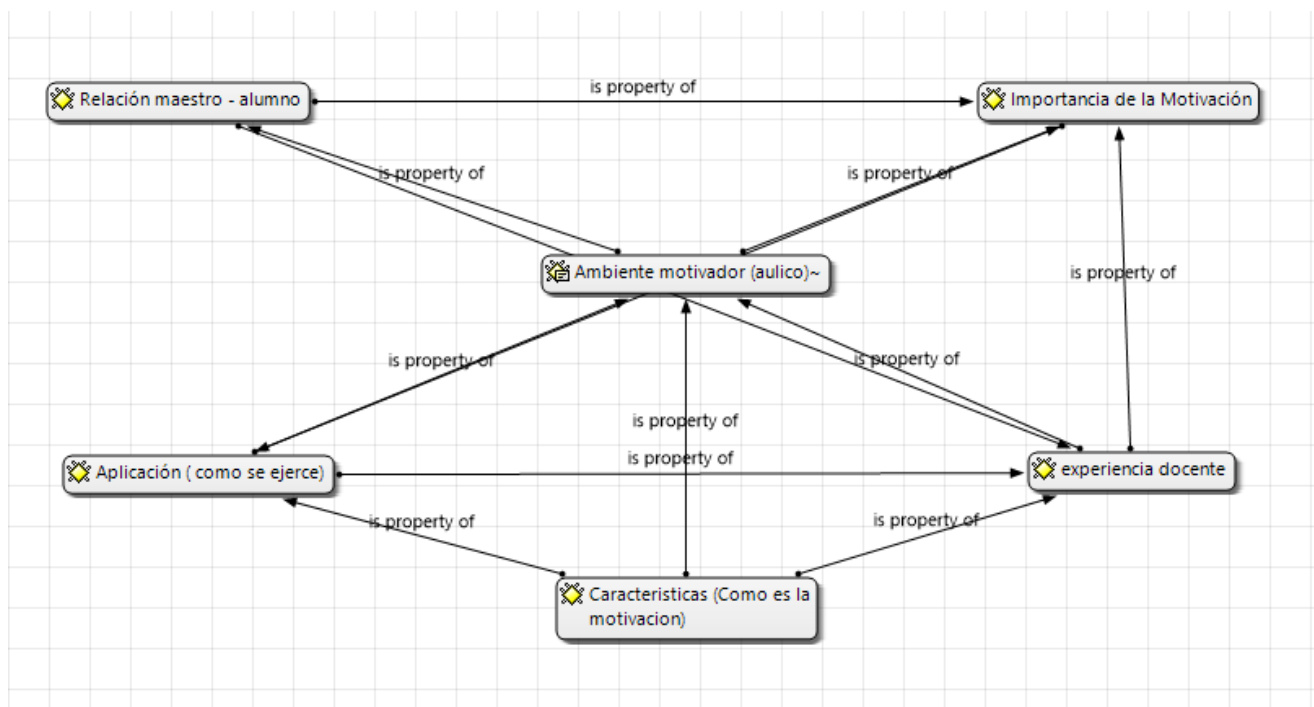 is property of
Relación maestro - alumno
Importancia de la Motivación
is property of
is property of
Ambiente motivador (aulico)~
is property of
is property of
is property of
is property of
is property of
Aplicación ( como se ejerce)
experiencia docente
is property of
is property of
Caracteristicas (Como es la
motivacion)